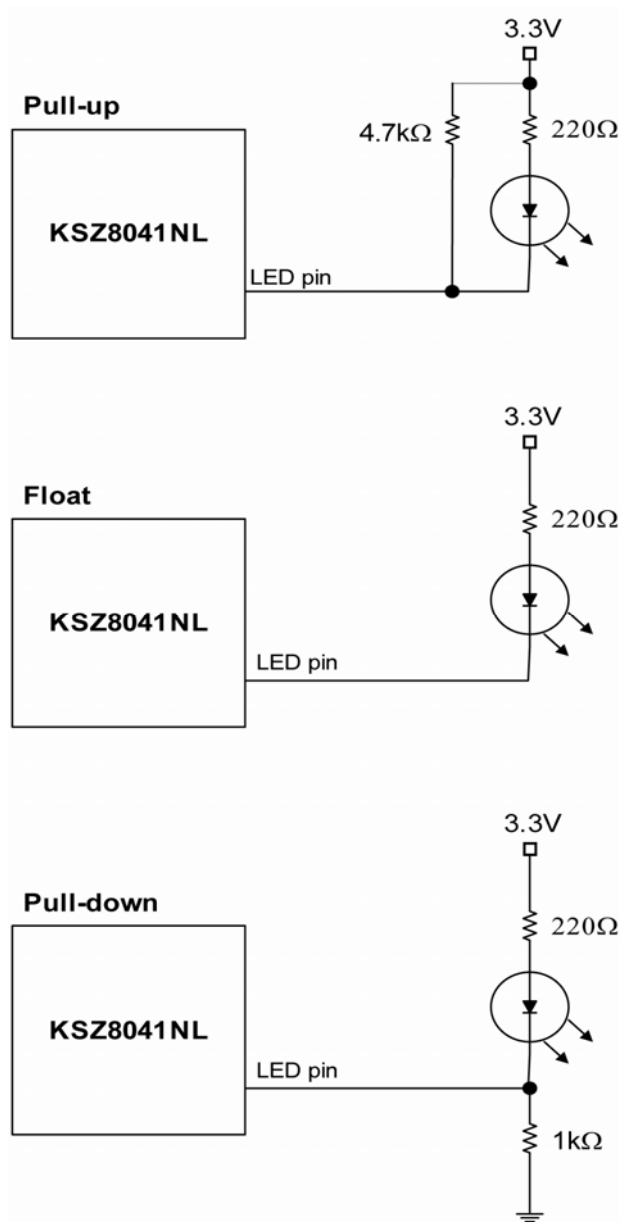 3.3V
Pull-up
4.7kΩ
220Ω
KSZ8041NL
LED pin
3.3V
Float
220Ω
KSZ8041NL
LED pin
3.3V
Pull-down
220Ω
KSZ8041NL
LED pin
1kΩ